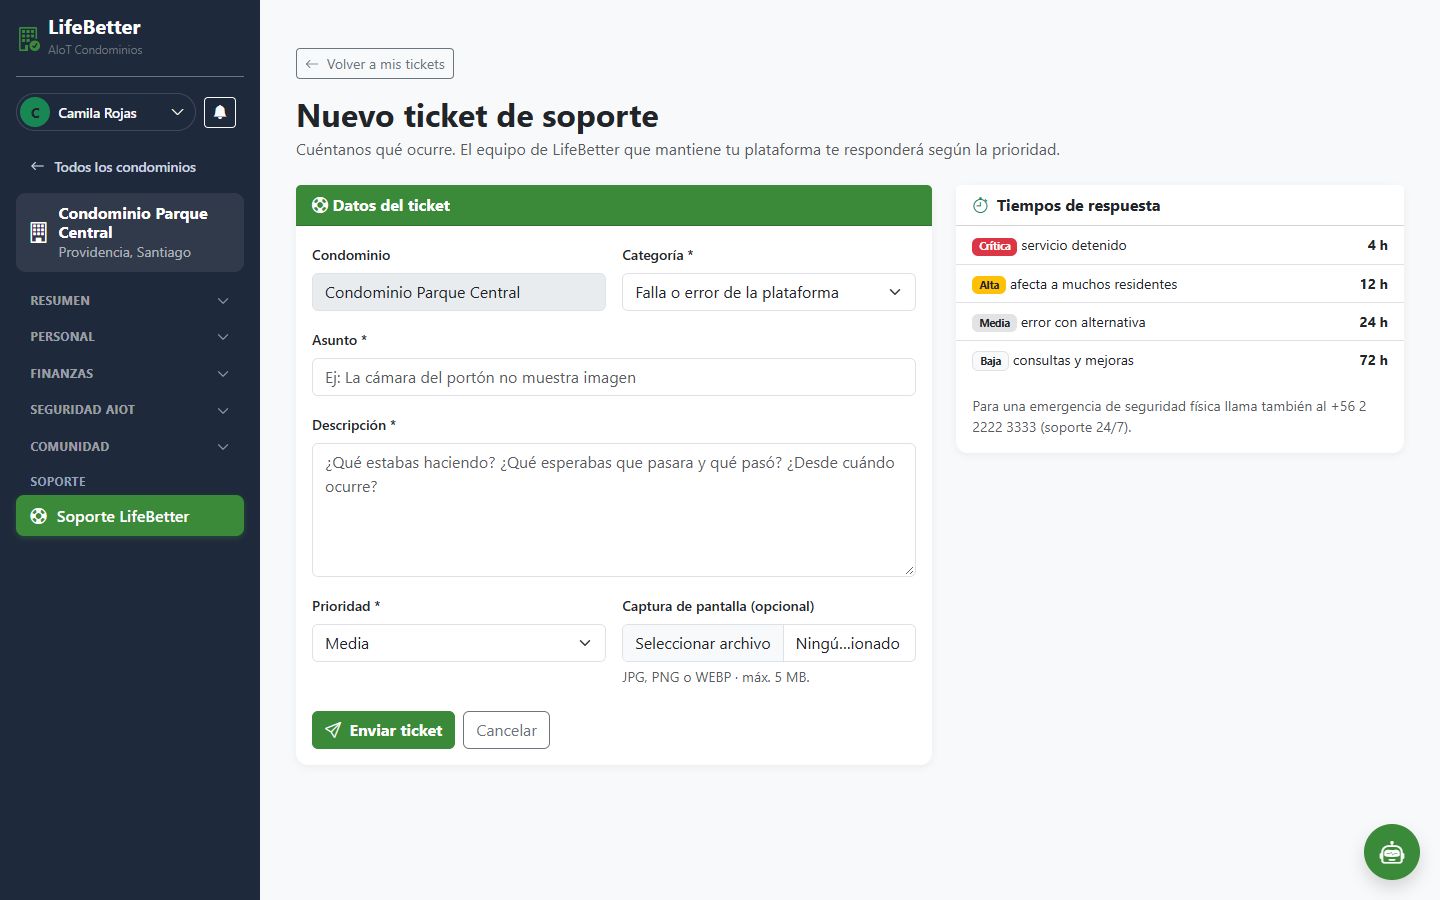 LifeBetter
AIoT Condominios
C
Camila Rojas
Todos los condominios
Condominio Parque
Central
Providencia, Santiago
RESUMEN
PERSONAL
FINANZAS
SEGURIDAD AIOT
COMUNIDAD
SOPORTE
Soporte LifeBetter
Volver a mis tickets
Nuevo ticket de soporte
Cuéntanos qué ocurre. El equipo de LifeBetter que mantiene tu plataforma te responderá según la prioridad.
Datos del ticket
Condominio
Condominio Parque Central
Categoría *
Falla o error de la plataforma
Asunto *
Ej: La cámara del portón no muestra imagen
Descripción *
¿Qué estabas haciendo? ¿Qué esperabas que pasara y qué pasó? ¿Desde cuándo
ocurre?
Prioridad *
Media
Captura de pantalla (opcional)
Seleccionar archivo Ningú...ionado
JPG, PNG o WEBP · máx. 5 MB.
Enviar ticket
Cancelar
Tiempos de respuesta
Crítica servicio detenido 4 h
Alta afecta a muchos residentes 12 h
Media error con alternativa 24 h
Baja consultas y mejoras 72 h
Para una emergencia de seguridad física llama también al +56 2
2222 3333 (soporte 24/7).